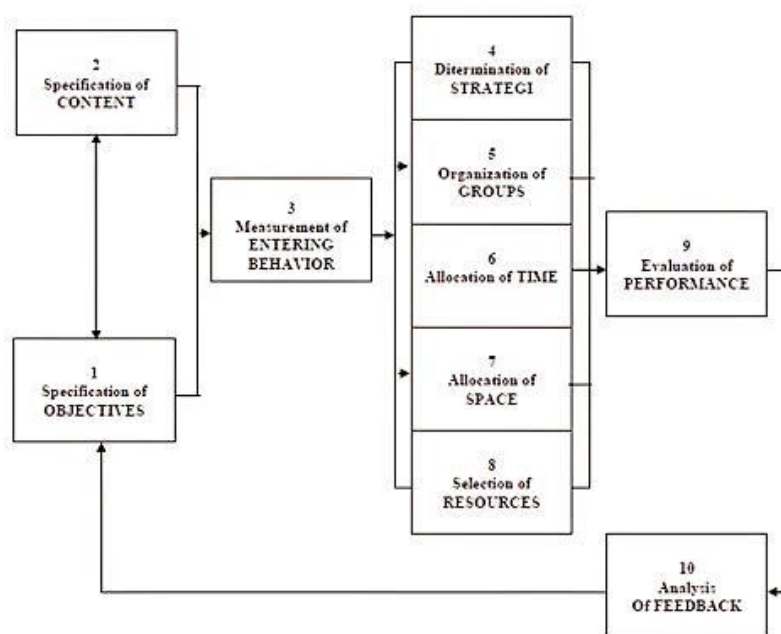 2
Specification of
CONTENT
1
Specification of
OBJECTIVES
3
Measurement of
ENTERING
BEHAVIOR
4
Ditermination of
STRATEGI
5
Organization of
GROUPS
6
Allocation of TIME
7
Allocation of
SPACE
8
Selection of
RESOURCES
9
Evaluation of
PERFORMANCE
10
Analysis
Of FEEDBACK